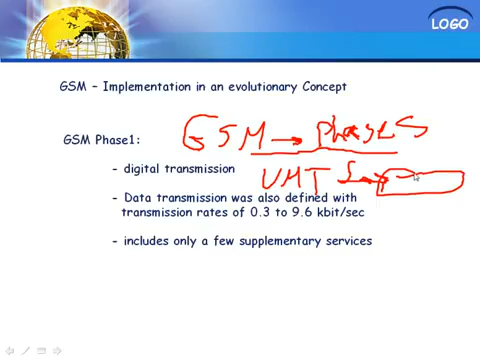 LOGO
GSM – Implementation in an evolutionary Concept
GSM Phase1:
GSM → phases
- digital transmission
UMT
- Data transmission was also defined with
transmission rates of 0.3 to 9.6 kbit/sec
- includes only a few supplementary services